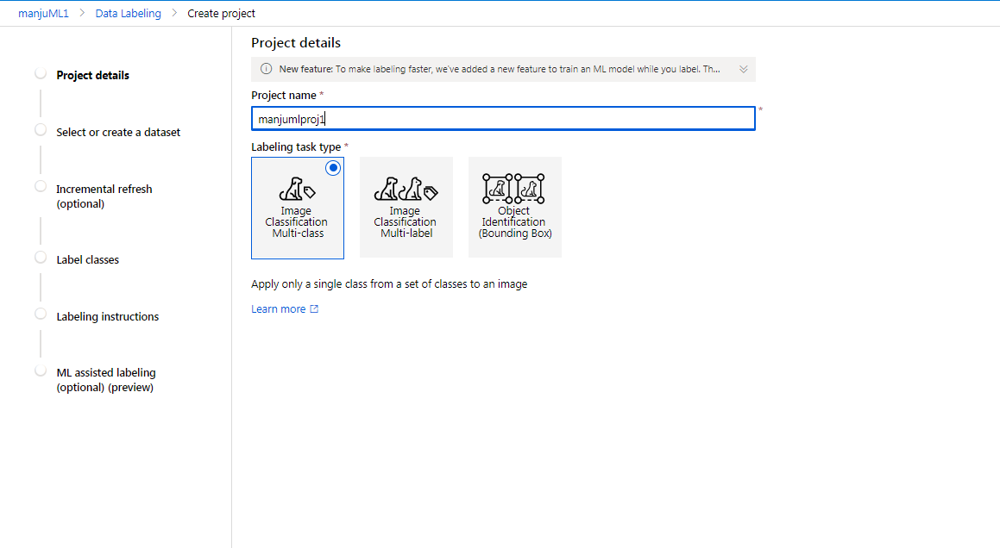 manjuML1 > Data Labeling > Create project
Project details
Select or create a dataset
Incremental refresh
(optional)
Label classes
Labeling instructions
ML assisted labeling
(optional) (preview)
Project details
New feature: To make labeling faster, we've added a new feature to train an ML model while you label. Th...
Project name *
manjumlproj1
*
Labeling task type *
Image
Classification
Multi-class
Image
Classification
Multi-label
Object
Identification
(Bounding Box)
Apply only a single class from a set of classes to an image
Learn more